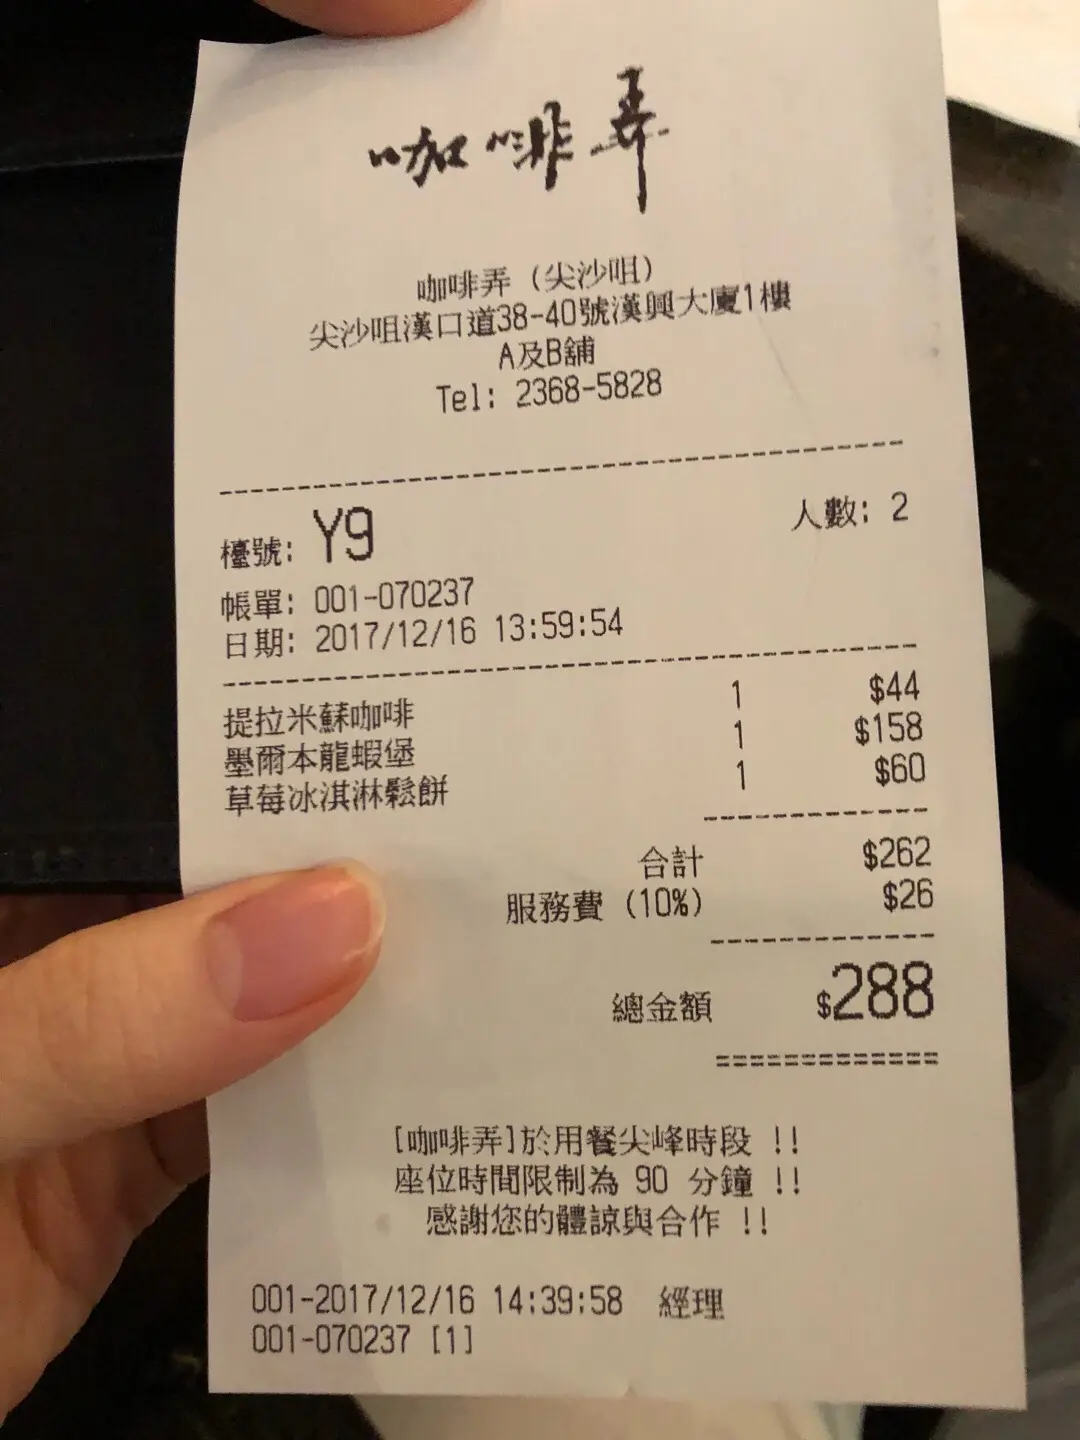 咖啡弄
咖啡弄 (尖沙咀)
尖沙咀漢口道38-40號漢興大廈1樓
A及B舖
Tel: 2368-5828
檯號: Y9 人數: 2
帳單: 001-070237
日期: 2017/12/16 13:59:54
提拉米蘇咖啡 1 $44
墨爾本龍蝦堡 1 $158
草莓冰淇淋鬆餅 1 $60
合計 $262
服務費 (10%) $26
總金額 $288
[咖啡弄]於用餐尖峰時段 !!
座位時間限制為 90 分鐘 !!
感謝您的體諒與合作 !!
001-2017/12/16 14:39:58 經理
001-070237 [1]